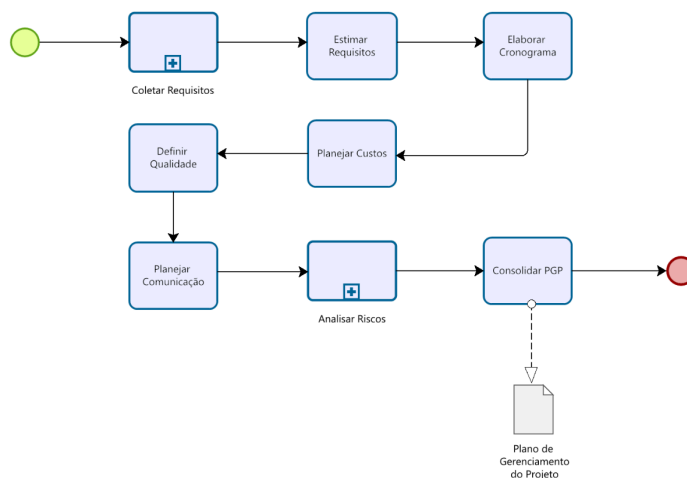 Coletar Requisitos
Estimar
Requisitos
Elaborar
Cronograma
Definir
Qualidade
Planejar Custos
Planejar
Comunicação
Analisar Riscos
Consolidar PGP
Plano de
Gerenciamento
do Projeto